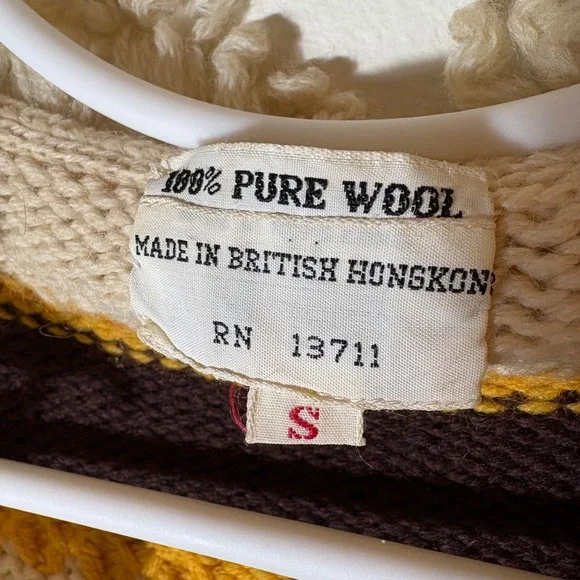 100% PURE WOOL
MADE IN BRITISH HONGKONG
RN 13711
S